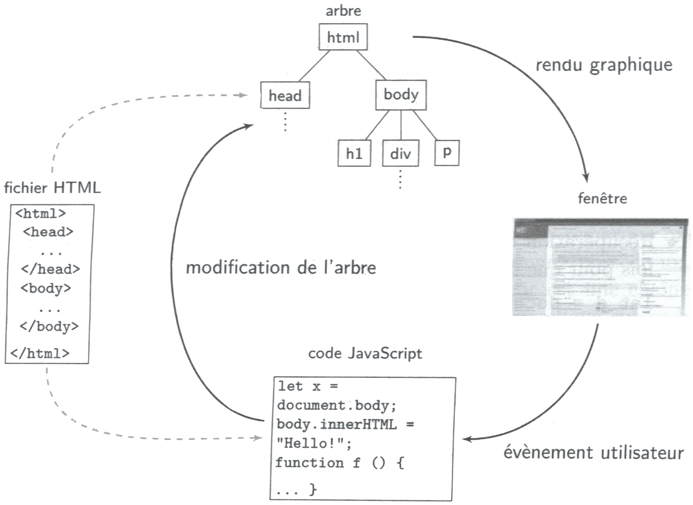 arbre
html
rendu graphique
head
body
h1
div
p
fichier HTML
<html>
<head>
...
</head>
<body>
...
</body>
</html>
fenêtre
modification de l'arbre
code JavaScript
let x =
document.body;
body.innerHTML =
"Hello!";
function f () {
... }
évènement utilisateur